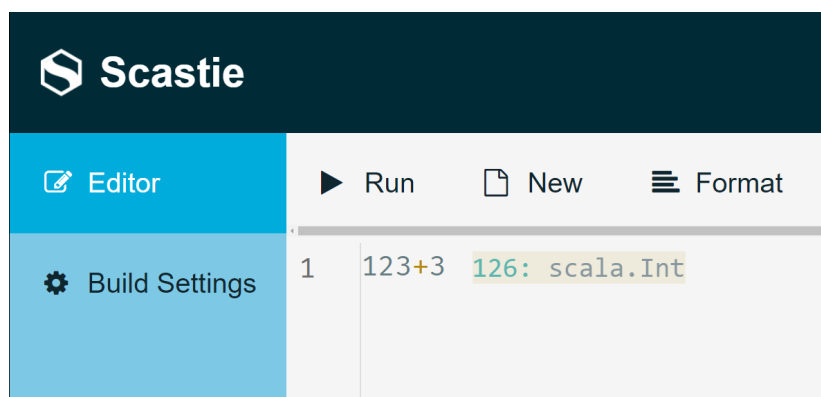 Scastie
Editor
Run New Format
Build Settings
1 123+3 126: scala.Int